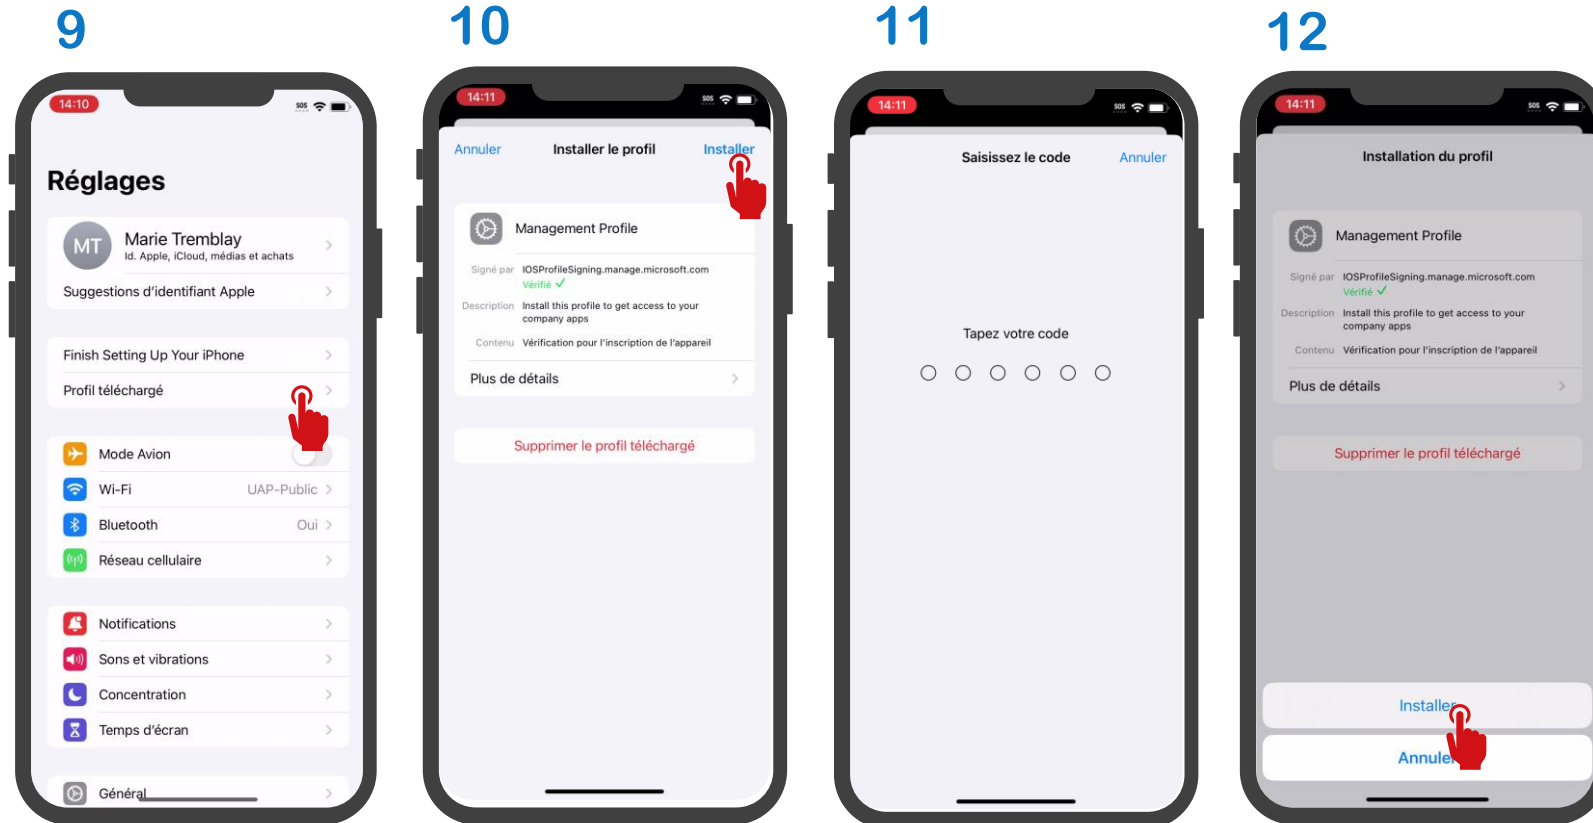 9
14:10
SOS
Réglages
MT
Marie Tremblay
Id. Apple, iCloud, médias et achats
Suggestions d'identifiant Apple
Finish Setting Up Your iPhone
Profil téléchargé
Mode Avion
Wi-Fi UAP-Public
Bluetooth Oui
Réseau cellulaire
Notifications
Sons et vibrations
Concentration
Temps d'écran
Général
10
14:11
SOS
Annuler Installer le profil Installer
Management Profile
Signé par IOSProfileSigning.manage.microsoft.com
Vérifié ✓
Description Install this profile to get access to your
company apps
Contenu Vérification pour l'inscription de l'appareil
Plus de détails
Supprimer le profil téléchargé
11
14:11
SOS
Saisissez le code Annuler
Tapez votre code
12
14:11
SOS
Installation du profil
Management Profile
Signé par IOSProfileSigning.manage.microsoft.com
Vérifié ✓
Description Install this profile to get access to your
company apps
Contenu Vérification pour l'inscription de l'appareil
Plus de détails
Supprimer le profil téléchargé
Installer
Annuler